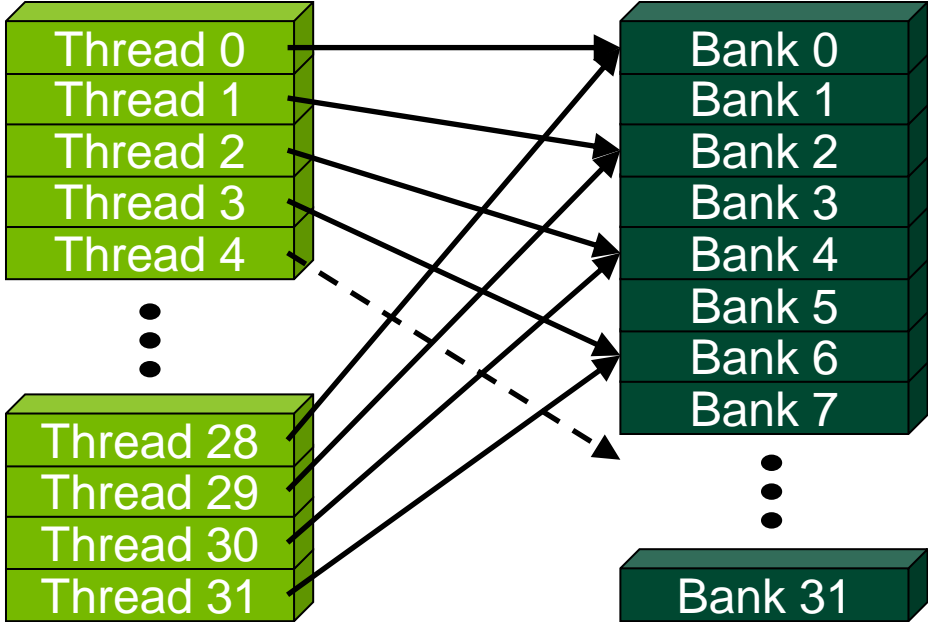 Thread 0
Thread 1
Thread 2
Thread 3
Thread 4
Thread 28
Thread 29
Thread 30
Thread 31
Bank 0
Bank 1
Bank 2
Bank 3
Bank 4
Bank 5
Bank 6
Bank 7
Bank 31